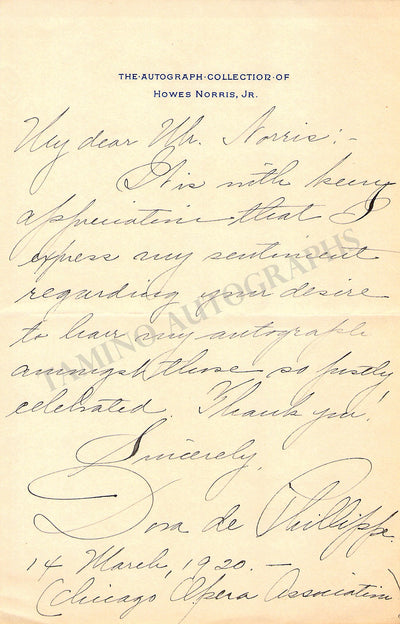 THE·AUTOGRAPH·COLLECTION·OF
HOWES NORRIS, JR.
My dear Mr. Norris:-
It is with keen
appreciation that I
express my sentiment
regarding your desire
to have my autograph
amongst those so justly
celebrated. Thank you!
Sincerely,
Dora de Phillippe.
14 March, 1920.-
(Chicago Opera Association)
TAMINO AUTOGRAPHS